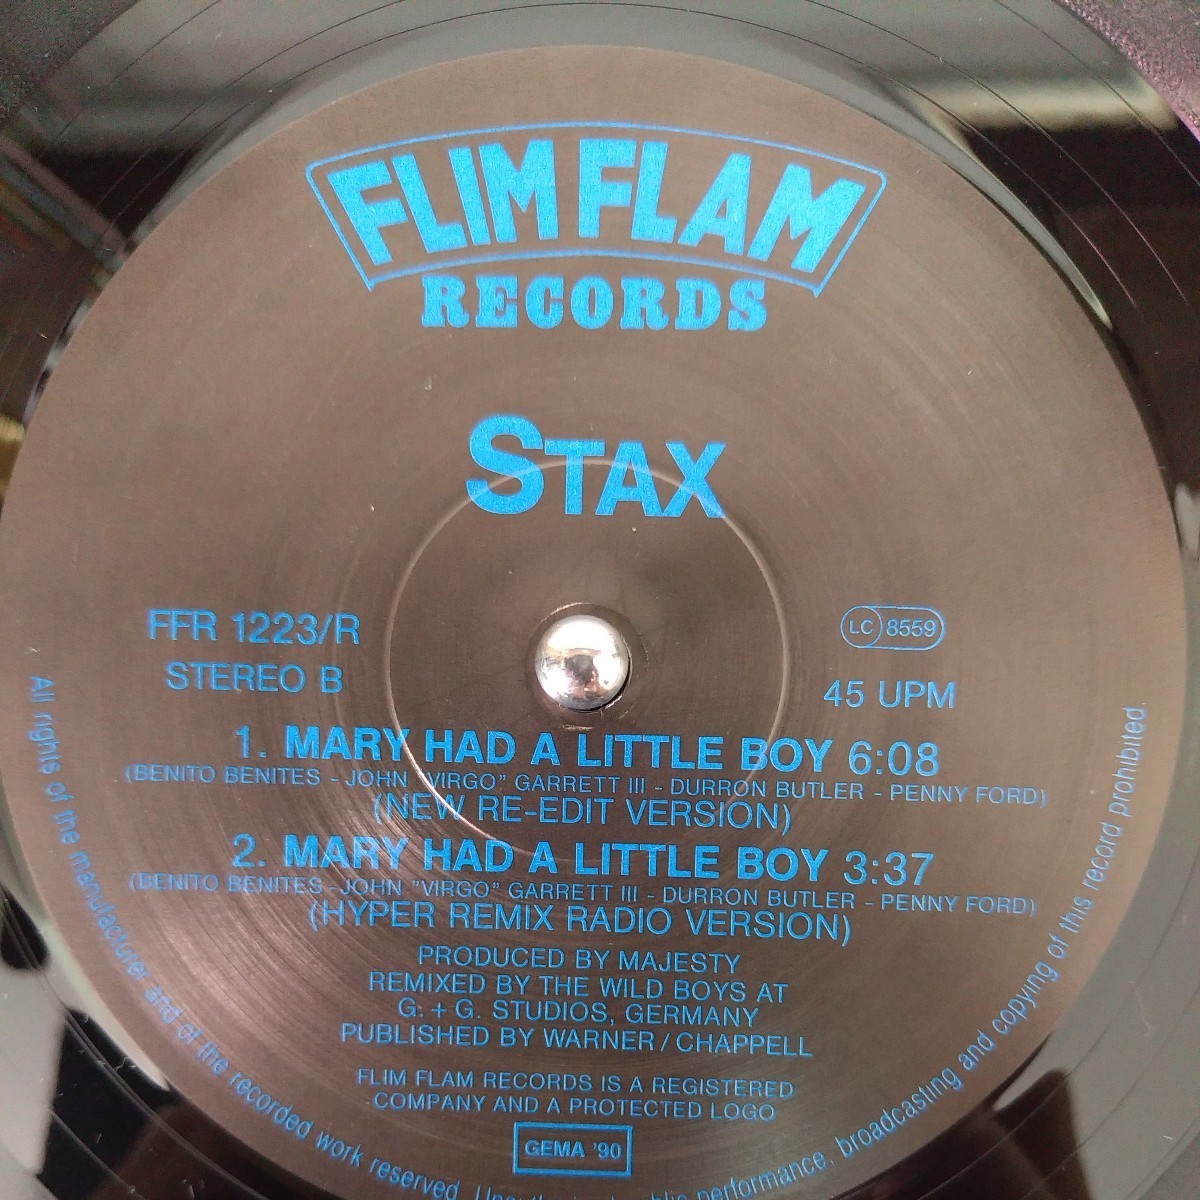 FLIM FLAM
RECORDS
STAX
FFR 1223/R
STEREO B
LC 8559
45 UPM
1. MARY HAD A LITTLE BOY 6:08
(BENITO BENITES - JOHN "VIRGO" GARRETT III - DURRON BUTLER - PENNY FORD)
(NEW RE-EDIT VERSION)
2. MARY HAD A LITTLE BOY 3:37
(BENITO BENITES - JOHN "VIRGO" GARRETT III - DURRON BUTLER - PENNY FORD)
(HYPER REMIX RADIO VERSION)
PRODUCED BY MAJESTY
REMIXED BY THE WILD BOYS AT
G. + G. STUDIOS, GERMANY
PUBLISHED BY WARNER / CHAPPELL
FLIM FLAM RECORDS IS A REGISTERED
COMPANY AND A PROTECTED LOGO
GEMA '90
All rights of the manufacturer and of the recorded work reserved. performance, broadcasting and copying of this record prohibited.